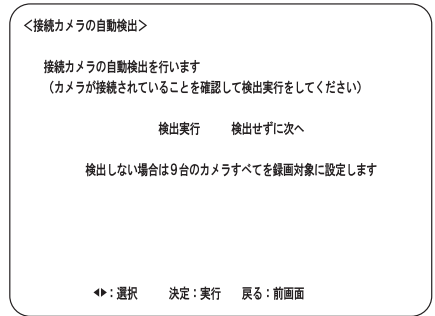 ＜接続カメラの自動検出＞
接続カメラの自動検出を行います
（カメラが接続されていることを確認して検出実行をしてください）
検出実行　　検出せずに次へ
検出しない場合は９台のカメラすべてを録画対象に設定します
◀▶：選択　　決定：実行　　戻る：前画面